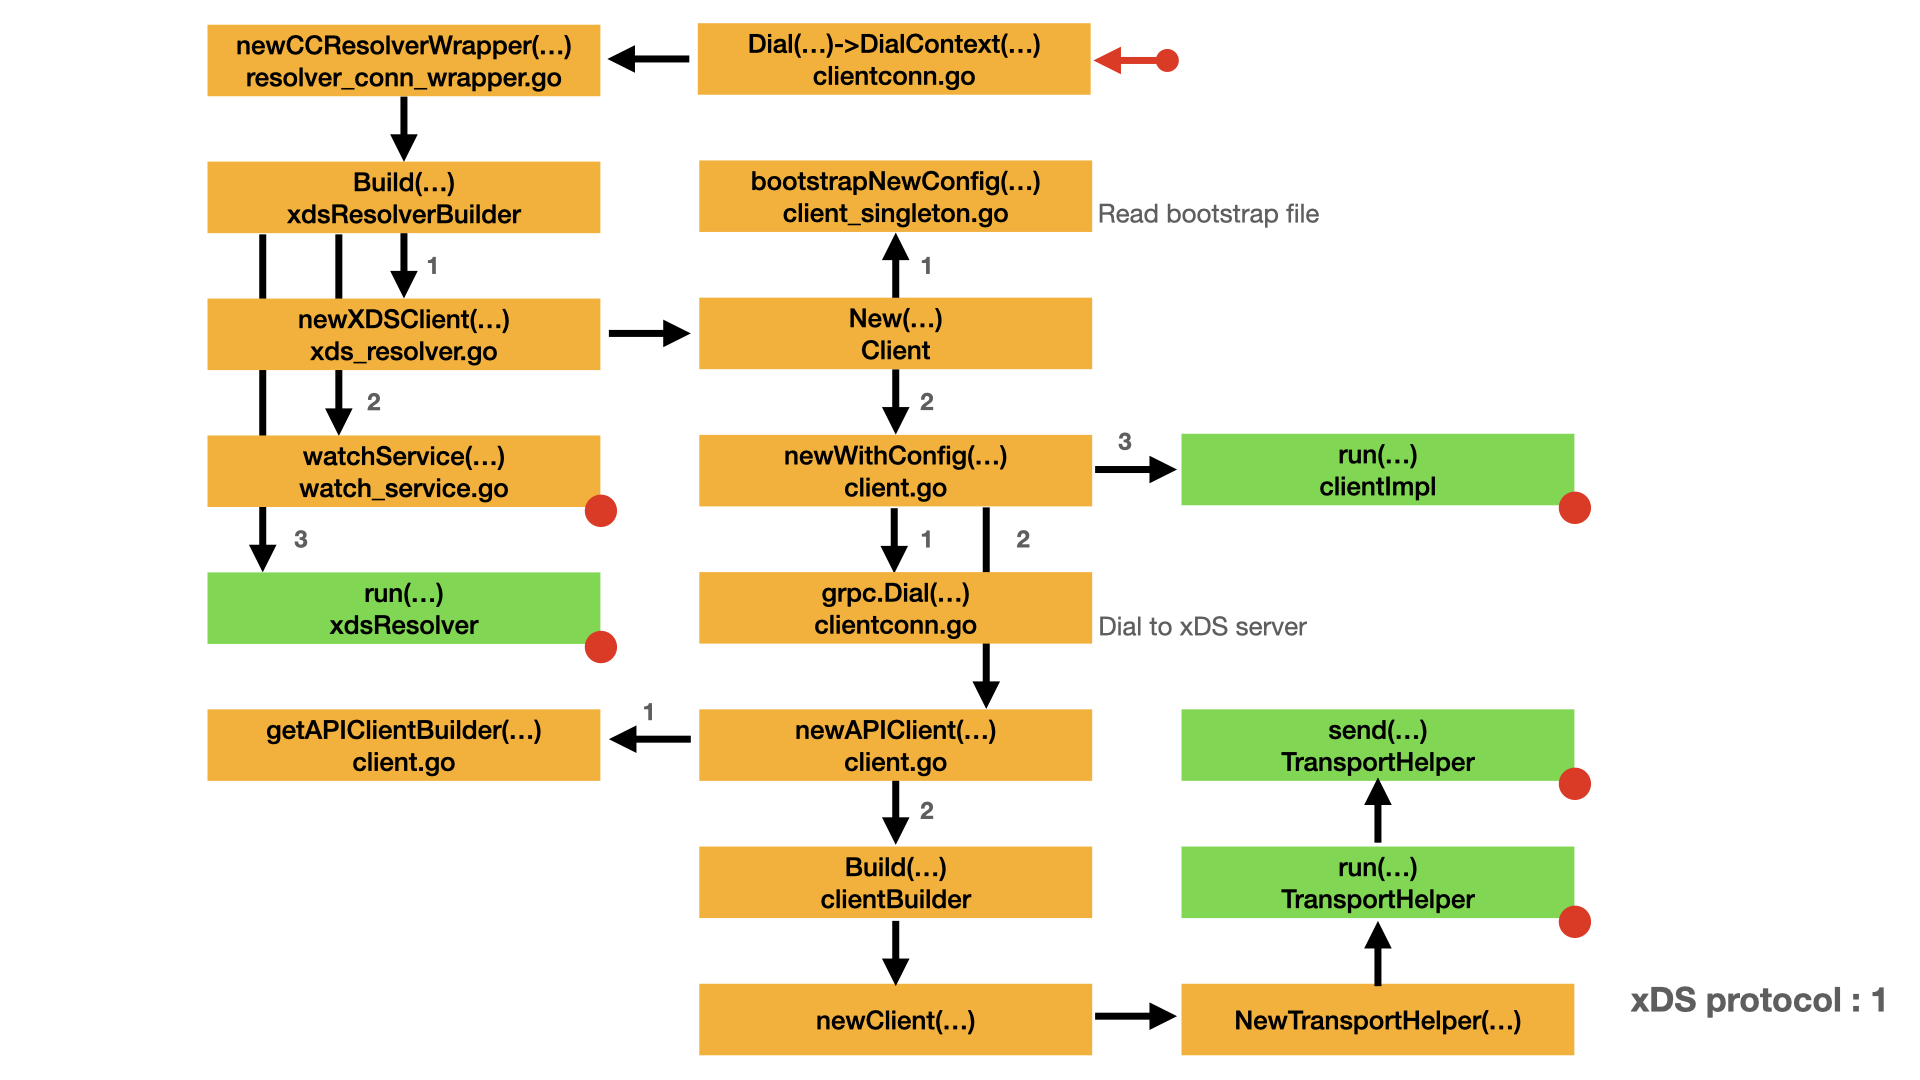 newCCResolverWrapper(…)
resolver_conn_wrapper.go
Dial(…)->DialContext(…)
clientconn.go
Build(…)
xdsResolverBuilder
bootstrapNewConfig(…)
client_singleton.go
Read bootstrap file
1
1
newXDSClient(…)
xds_resolver.go
New(…)
Client
2
2
watchService(…)
watch_service.go
newWithConfig(…)
client.go
3
run(…)
clientImpl
3
1
2
run(…)
xdsResolver
grpc.Dial(…)
clientconn.go
Dial to xDS server
getAPIClientBuilder(…)
client.go
1
newAPIClient(…)
client.go
send(…)
TransportHelper
2
Build(…)
clientBuilder
run(…)
TransportHelper
newClient(…)
NewTransportHelper(…)
xDS protocol : 1